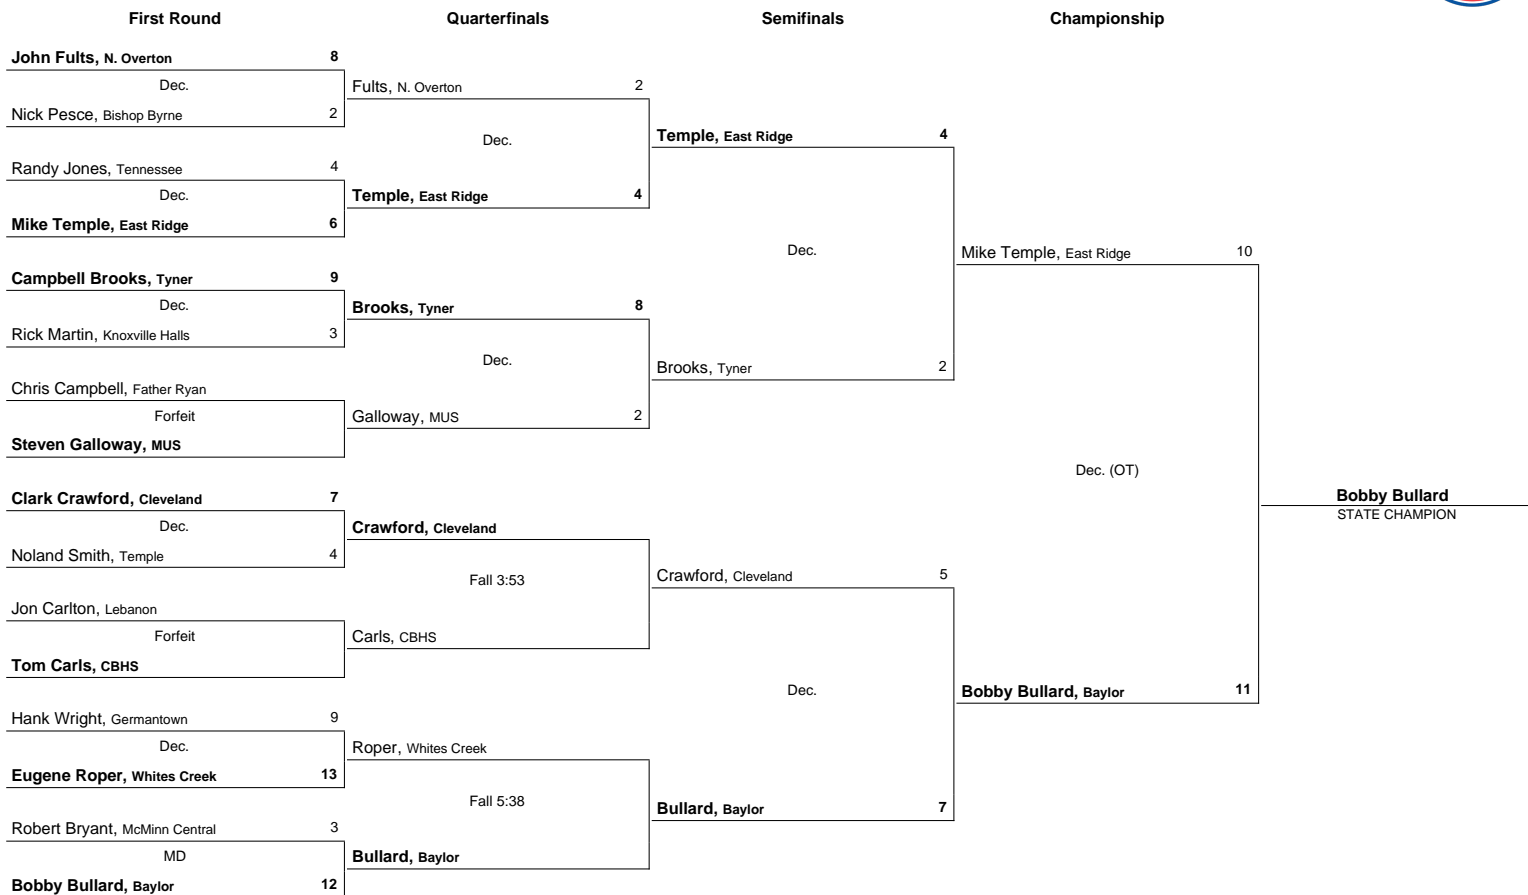 First Round Quarterfinals Semifinals Championship
John Fults, N. Overton 8
Dec.
Nick Pesce, Bishop Byrne 2
Randy Jones, Tennessee 4
Dec.
Mike Temple, East Ridge 6
Campbell Brooks, Tyner 9
Dec.
Rick Martin, Knoxville Halls 3
Chris Campbell, Father Ryan
Forfeit
Steven Galloway, MUS
Clark Crawford, Cleveland 7
Dec.
Noland Smith, Temple 4
Jon Carlton, Lebanon
Forfeit
Tom Carls, CBHS
Hank Wright, Germantown 9
Dec.
Eugene Roper, Whites Creek 13
Robert Bryant, McMinn Central 3
MD
Bobby Bullard, Baylor 12
Fults, N. Overton 2
Dec.
Temple, East Ridge 4
Brooks, Tyner 8
Dec.
Galloway, MUS 2
Crawford, Cleveland
Fall 3:53
Carls, CBHS
Roper, Whites Creek
Fall 5:38
Bullard, Baylor
Temple, East Ridge 4
Dec.
Brooks, Tyner 2
Crawford, Cleveland 5
Dec.
Bullard, Baylor 7
Mike Temple, East Ridge 10
Dec. (OT)
Bobby Bullard, Baylor 11
Bobby Bullard
STATE CHAMPION